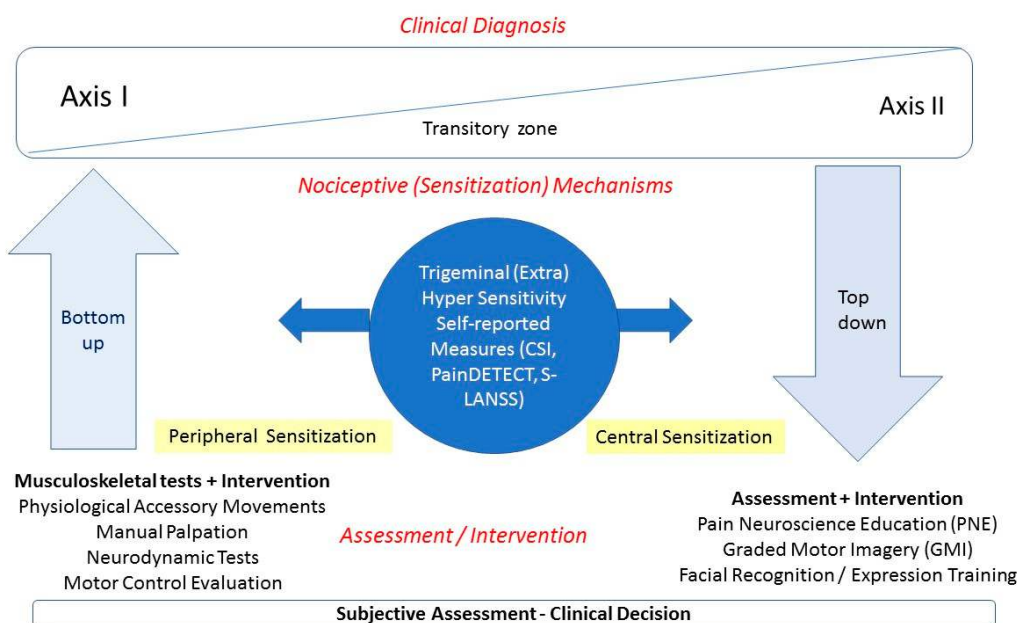 Clinical Diagnosis
Axis I
Axis II
Transitory zone
Nociceptive (Sensitization) Mechanisms
Trigeminal (Extra)
Hyper Sensitivity
Self-reported
Measures (CSI,
PainDETECT, S-
LANSS)
Bottom
up
Top
down
Peripheral Sensitization
Central Sensitization
Musculoskeletal tests + Intervention
Physiological Accessory Movements
Manual Palpation
Neurodynamic Tests
Motor Control Evaluation
Assessment / Intervention
Assessment + Intervention
Pain Neuroscience Education (PNE)
Graded Motor Imagery (GMI)
Facial Recognition / Expression Training
Subjective Assessment - Clinical Decision